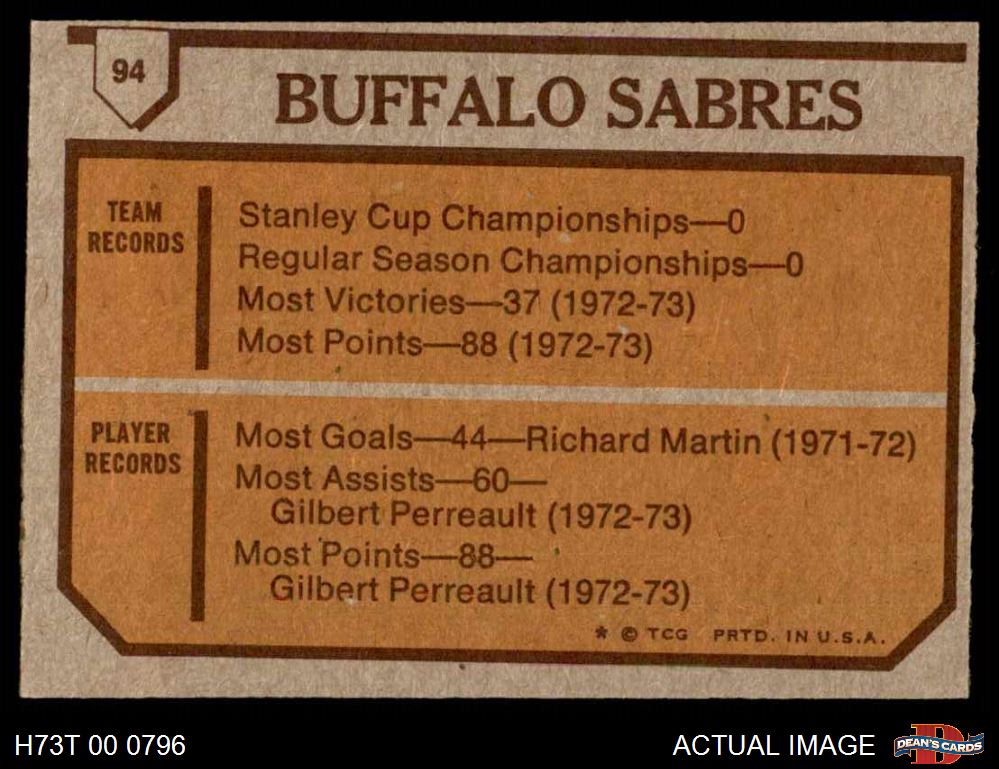 94
BUFFALO SABRES
TEAM
RECORDS
Stanley Cup Championships—0
Regular Season Championships—0
Most Victories—37 (1972-73)
Most Points—88 (1972-73)
PLAYER
RECORDS
Most Goals—44—Richard Martin (1971-72)
Most Assists—60—
Gilbert Perreault (1972-73)
Most Points—88—
Gilbert Perreault (1972-73)
* © TCG PRTD. IN U.S.A.
H73T 00 0796
ACTUAL IMAGE
D
DEAN'S CARDS